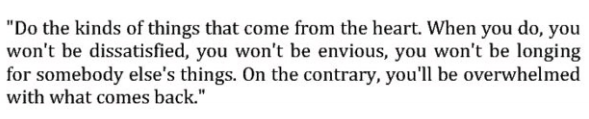 "Do the kinds of things that come from the heart. When you do, you
won't be dissatisfied, you won't be envious, you won't be longing
for somebody else's things. On the contrary, you'll be overwhelmed
with what comes back."